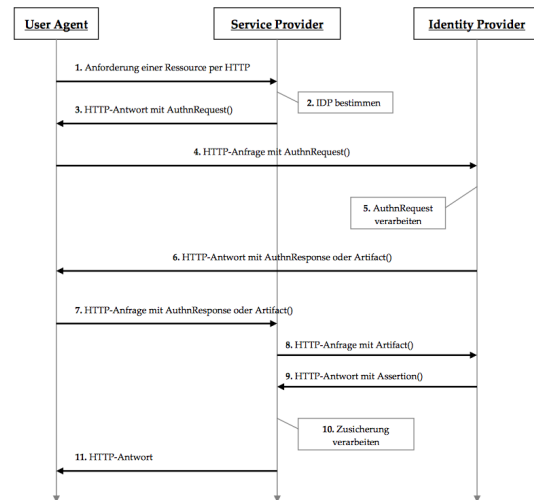 User Agent
Service Provider
Identity Provider
1. Anforderung einer Ressource per HTTP
2. IDP bestimmen
3. HTTP-Antwort mit AuthnRequest()
4. HTTP-Anfrage mit AuthnRequest()
5. AuthnRequest
verarbeiten
6. HTTP-Antwort mit AuthnResponse oder Artifact()
7. HTTP-Anfrage mit AuthnResponse oder Artifact()
8. HTTP-Anfrage mit Artifact()
9. HTTP-Antwort mit Assertion()
10. Zusicherung
verarbeiten
11. HTTP-Antwort